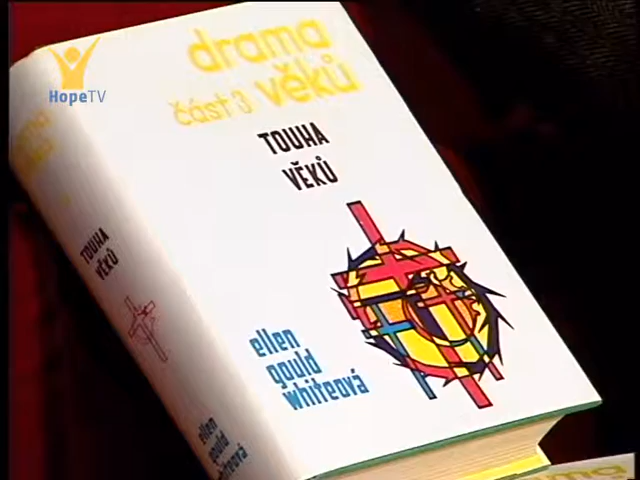 HopeTV
drama
část 3 věků
TOUHA
VĚKŮ
ellen
gould
whiteová
TOUHA
VĚKŮ
ellen
gould
whiteová